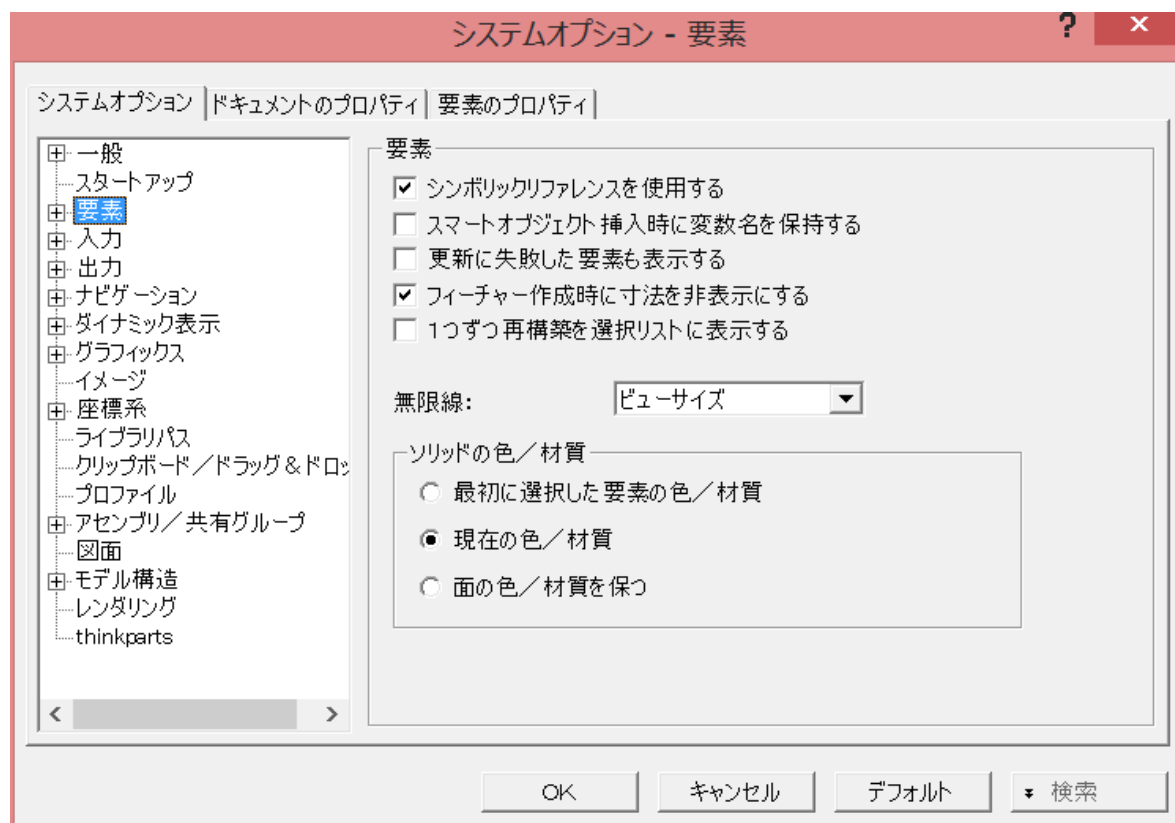 システムオプション - 要素
? ×
システムオプション ドキュメントのプロパティ 要素のプロパティ
一般
スタートアップ
要素
入力
出力
ナビゲーション
ダイナミック表示
グラフィックス
イメージ
座標系
ライブラリパス
クリップボード／ドラッグ＆ドロッ
プロファイル
アセンブリ／共有グループ
図面
モデル構造
レンダリング
thinkparts
要素
シンボリックリファレンスを使用する
スマートオブジェクト挿入時に変数名を保持する
更新に失敗した要素も表示する
フィーチャー作成時に寸法を非表示にする
1つずつ再構築を選択リストに表示する
無限線: ビューサイズ
ソリッドの色／材質
最初に選択した要素の色／材質
現在の色／材質
面の色／材質を保つ
OK キャンセル デフォルト 検索